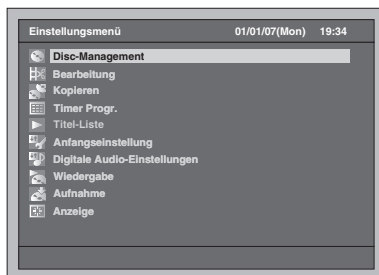 Einstellungsmenü 01/01/07(Mon) 19:34
Disc-Management
Bearbeitung
Kopieren
Timer Progr.
Titel-Liste
Anfangseinstellung
Digitale Audio-Einstellungen
Wiedergabe
Aufnahme
Anzeige